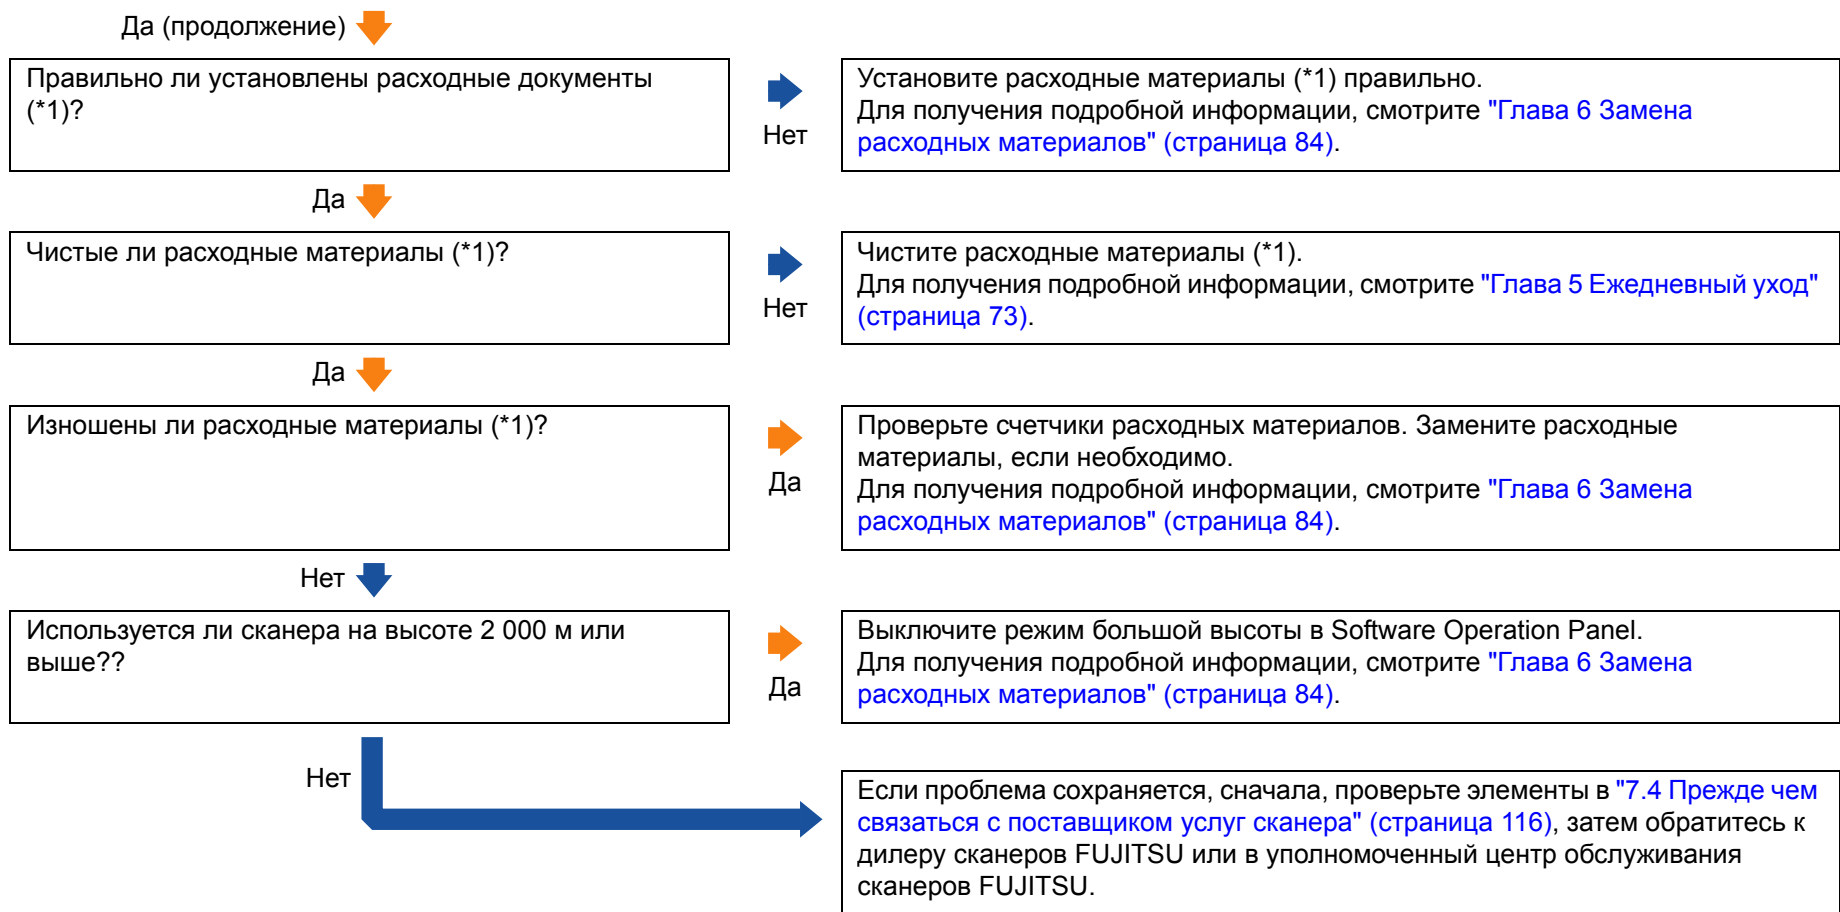 Да (продолжение)
Правильно ли установлены расходные документы
(*1)?
Нет
Установите расходные материалы (*1) правильно.
Для получения подробной информации, смотрите "Глава 6 Замена
расходных материалов" (страница 84).
Да
Чистые ли расходные материалы (*1)?
Нет
Чистите расходные материалы (*1).
Для получения подробной информации, смотрите "Глава 5 Ежедневный уход"
(страница 73).
Да
Изношены ли расходные материалы (*1)?
Да
Проверьте счетчики расходных материалов. Замените расходные
материалы, если необходимо.
Для получения подробной информации, смотрите "Глава 6 Замена
расходных материалов" (страница 84).
Нет
Используется ли сканера на высоте 2 000 м или
выше??
Да
Выключите режим большой высоты в Software Operation Panel.
Для получения подробной информации, смотрите "Глава 6 Замена
расходных материалов" (страница 84).
Нет
Если проблема сохраняется, сначала, проверьте элементы в "7.4 Прежде чем
связаться с поставщиком услуг сканера" (страница 116), затем обратитесь к
дилеру сканеров FUJITSU или в уполномоченный центр обслуживания
сканеров FUJITSU.